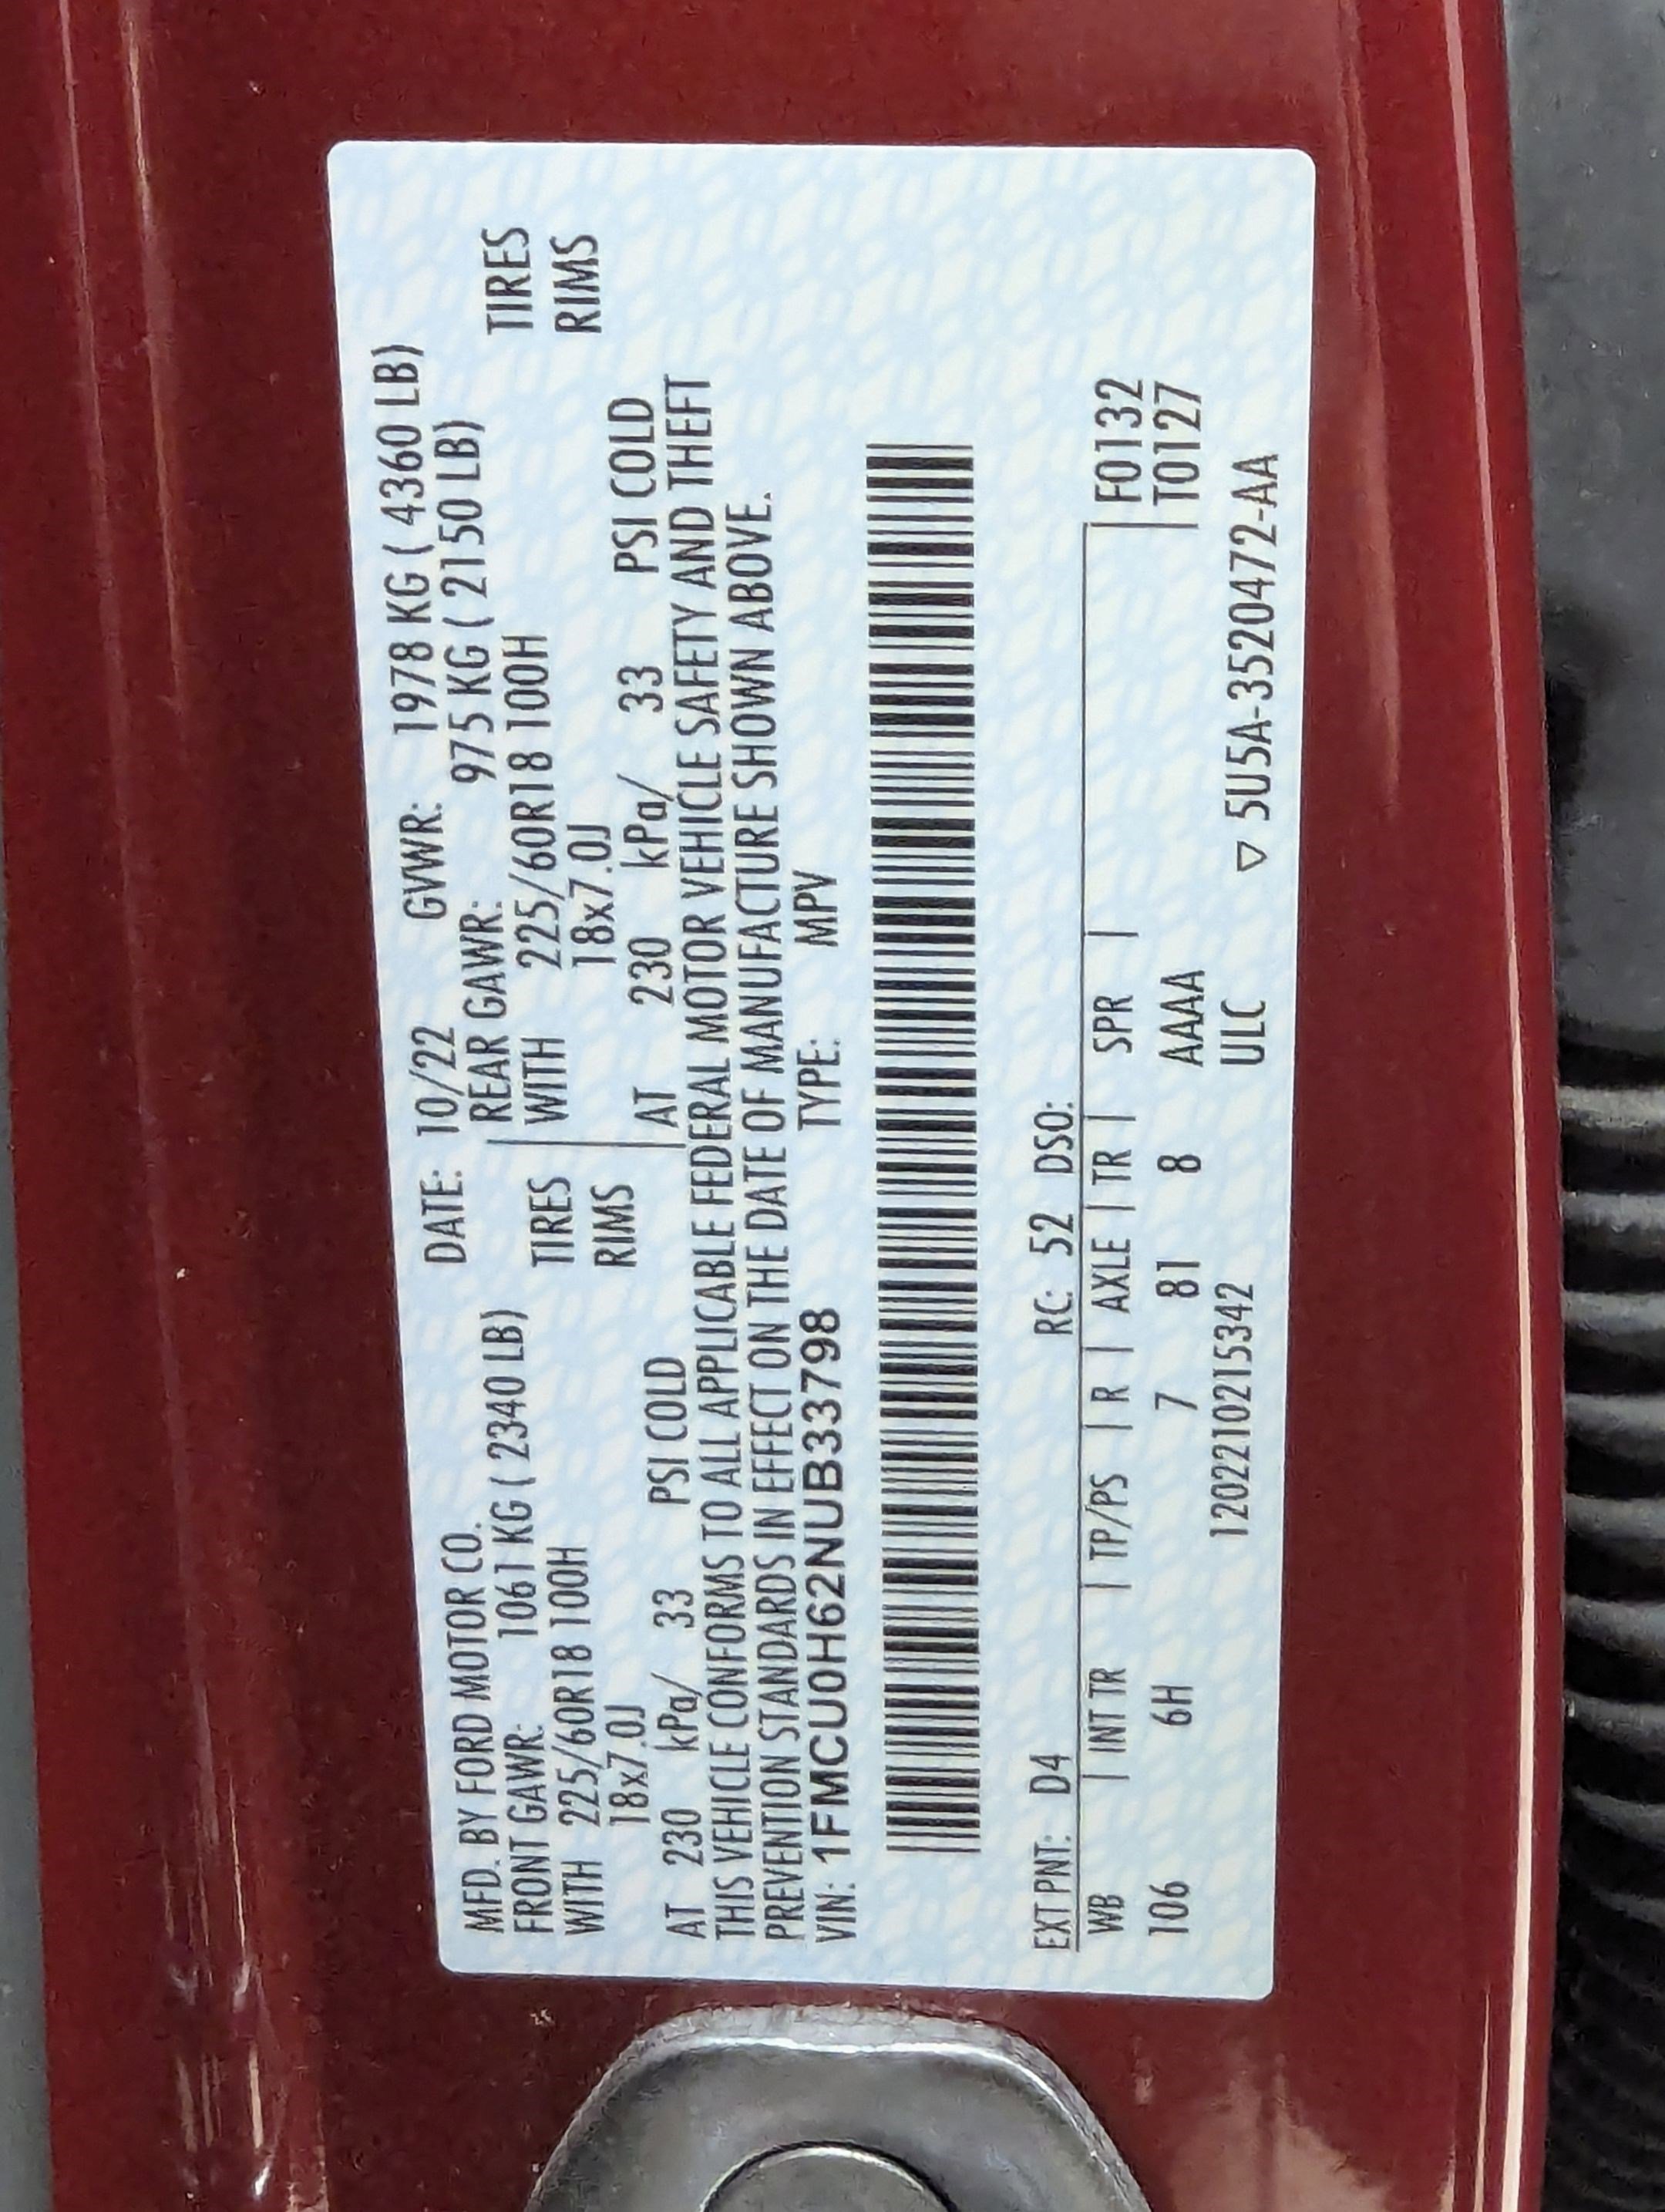 MFD. BY FORD MOTOR CO. DATE: 10/22 GVWR: 1978 KG ( 4360 LB)
FRONT GAWR: 1061 KG ( 2340 LB) REAR GAWR: 975 KG ( 2150 LB)
WITH 225/60R18 100H TIRES WITH 225/60R18 100H TIRES
18x7.0J RIMS 18x7.0J RIMS
AT 230 kPa/ 33 PSI COLD AT 230 kPa/ 33 PSI COLD
THIS VEHICLE CONFORMS TO ALL APPLICABLE FEDERAL MOTOR VEHICLE SAFETY AND THEFT
PREVENTION STANDARDS IN EFFECT ON THE DATE OF MANUFACTURE SHOWN ABOVE.
VIN: 1FMCU0H62NUB33798 TYPE: MPV
EXT PNT: D4 RC: 52 DSO:
WB | INT TR | TP/PS | R | AXLE | TR | SPR | F0132
106 6H 7 81 8 AAAA T0127
12022102153​42 ULC ▽ 5U5A-3520472-AA